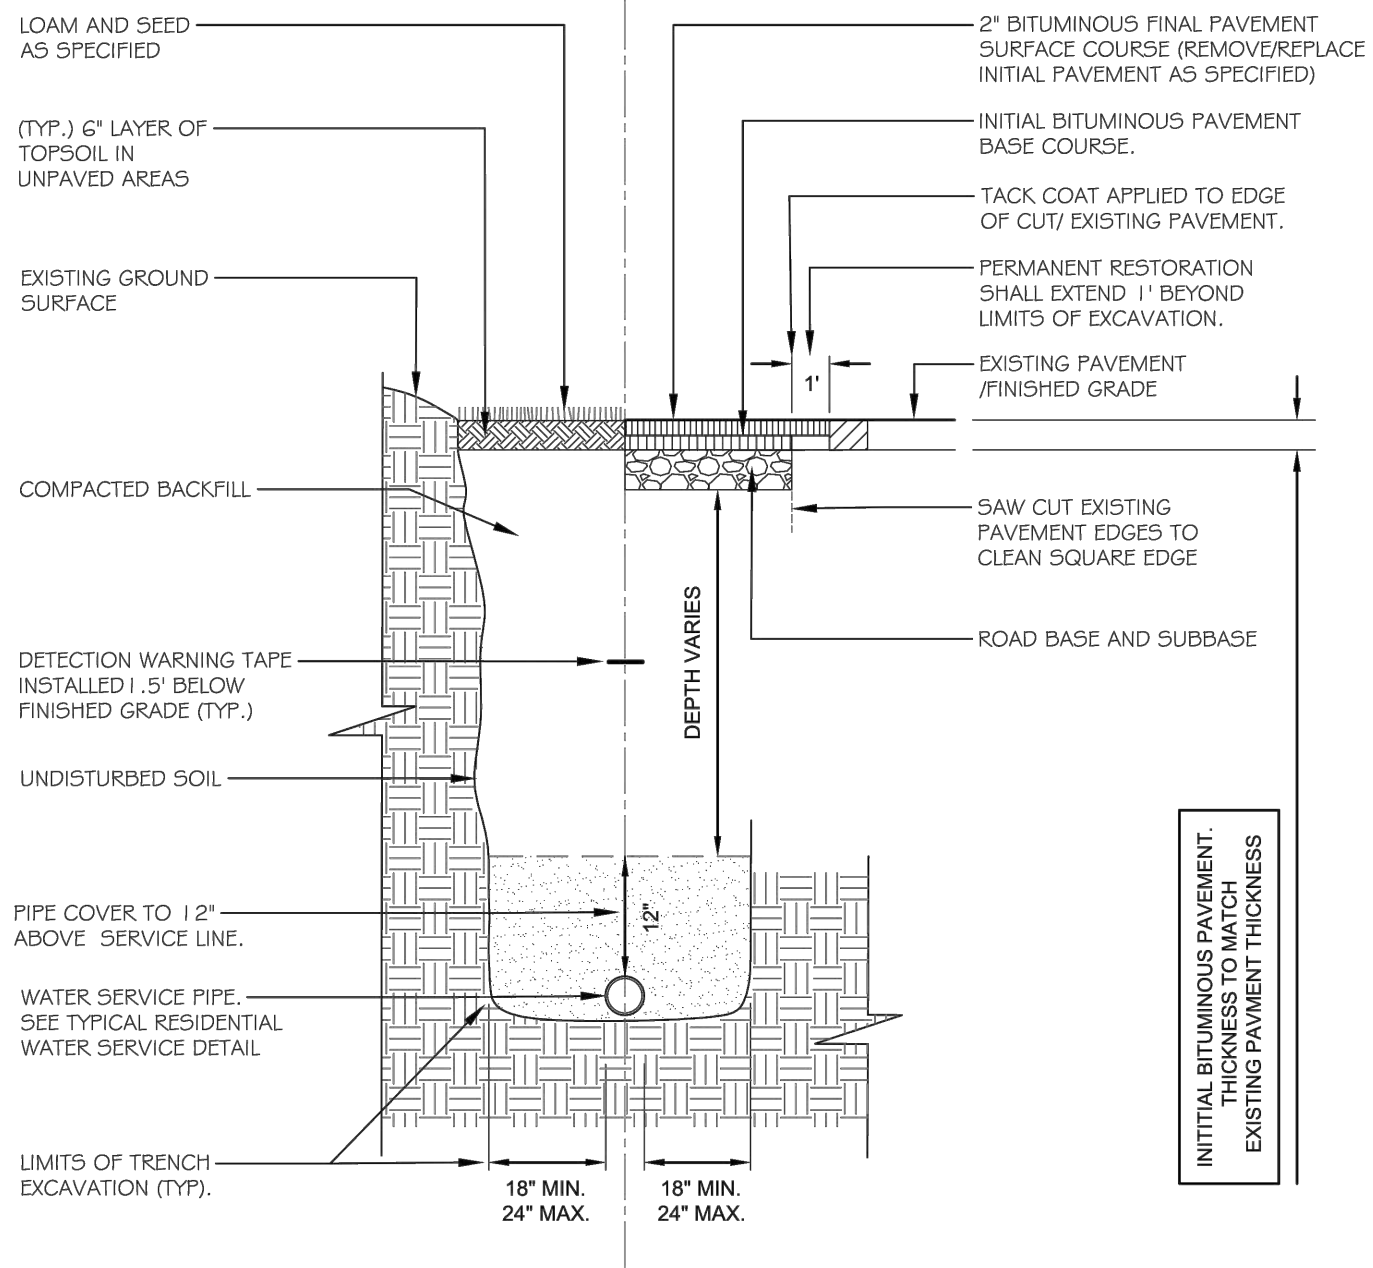 LOAM AND SEED
AS SPECIFIED
(TYP.) 6" LAYER OF
TOPSOIL IN
UNPAVED AREAS
EXISTING GROUND
SURFACE
COMPACTED BACKFILL
DETECTION WARNING TAPE
INSTALLED 1.5' BELOW
FINISHED GRADE (TYP.)
UNDISTURBED SOIL
PIPE COVER TO 12"
ABOVE SERVICE LINE.
WATER SERVICE PIPE.
SEE TYPICAL RESIDENTIAL
WATER SERVICE DETAIL
LIMITS OF TRENCH
EXCAVATION (TYP).
2" BITUMINOUS FINAL PAVEMENT
SURFACE COURSE (REMOVE/REPLACE
INITIAL PAVEMENT AS SPECIFIED)
INITIAL BITUMINOUS PAVEMENT
BASE COURSE.
TACK COAT APPLIED TO EDGE
OF CUT/ EXISTING PAVEMENT.
PERMANENT RESTORATION
SHALL EXTEND 1' BEYOND
LIMITS OF EXCAVATION.
EXISTING PAVEMENT
/FINISHED GRADE
1'
SAW CUT EXISTING
PAVEMENT EDGES TO
CLEAN SQUARE EDGE
ROAD BASE AND SUBBASE
DEPTH VARIES
12"
18" MIN.
24" MAX.
18" MIN.
24" MAX.
INITITIAL BITUMINOUS PAVEMENT.
THICKNESS TO MATCH
EXISTING PAVMENT THICKNESS